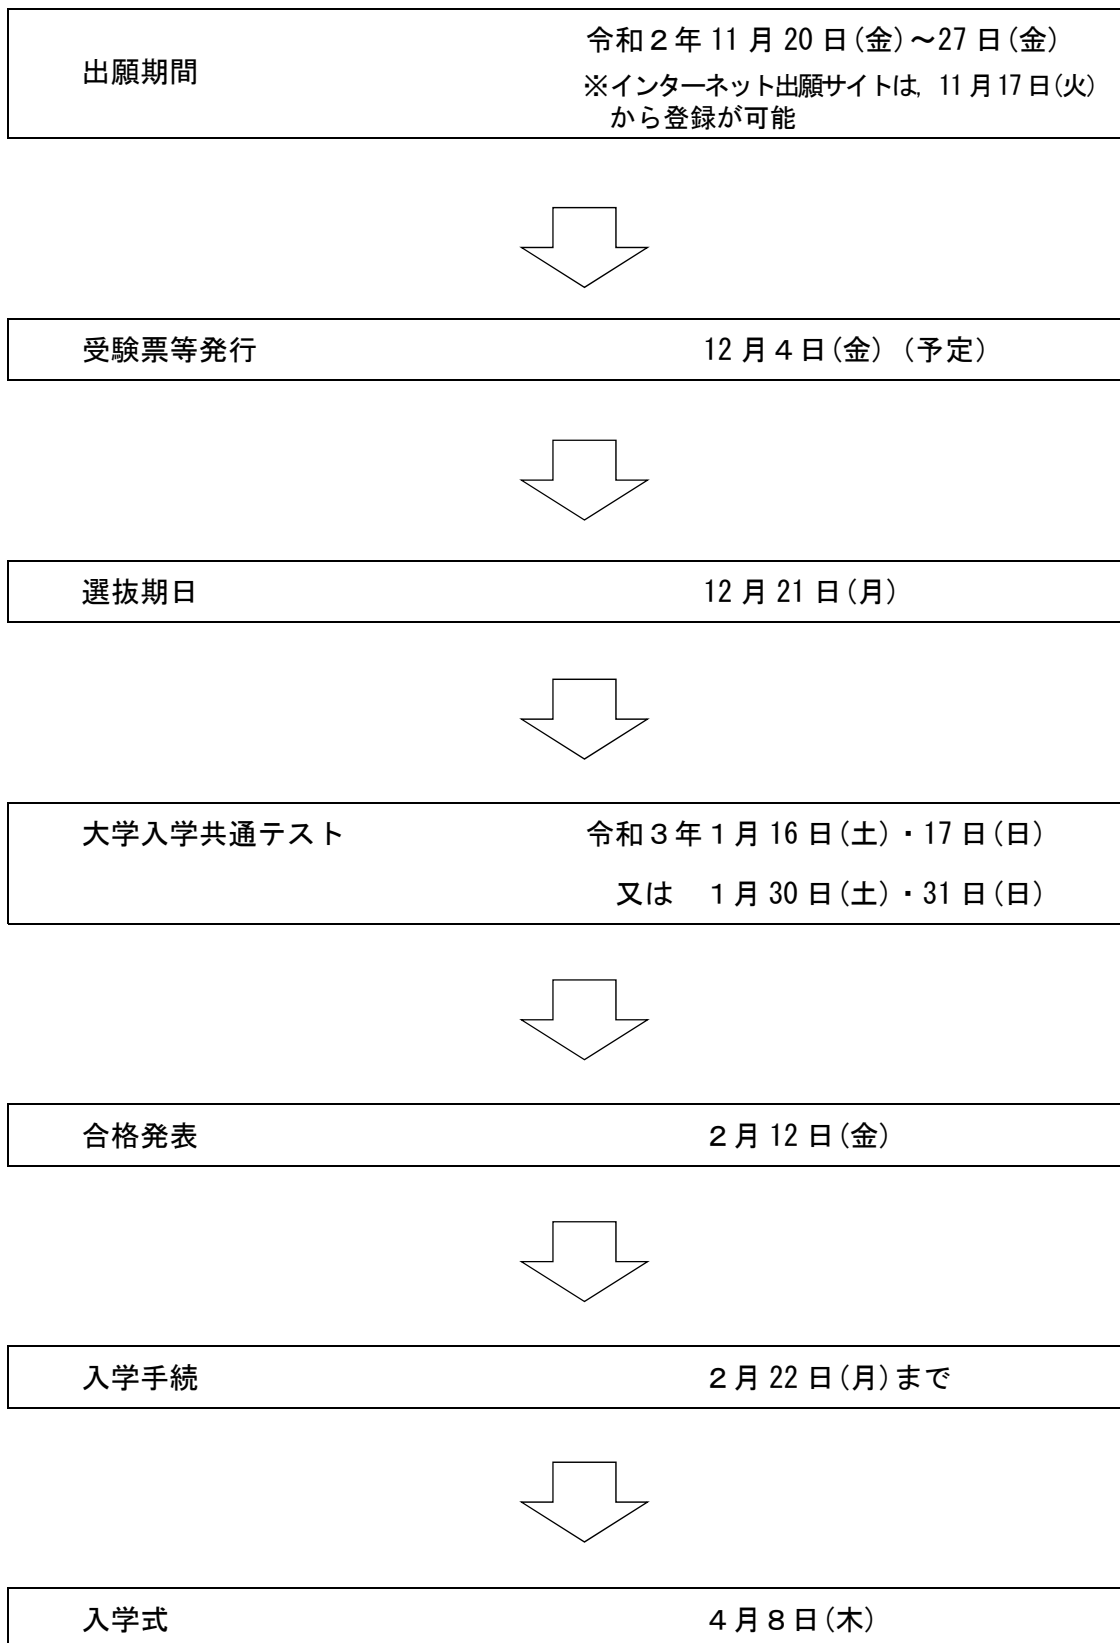 出願期間
令和２年 11 月 20 日(金)～27 日(金)
※インターネット出願サイトは，11 月 17 日(火)
から登録が可能
受験票等発行 12 月４日(金)（予定）
選抜期日 12 月 21 日(月)
大学入学共通テスト 令和３年１月 16 日(土)・17 日(日)
又は １月 30 日(土)・31 日(日)
合格発表 ２月 12 日(金)
入学手続 ２月 22 日(月)まで
入学式 ４月８日(木)